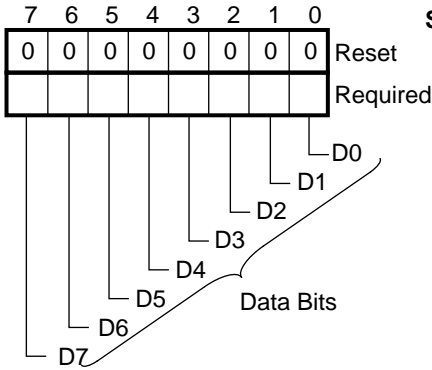 7 6 5 4 3 2 1 0
S
0 0 0 0 0 0 0 0 Reset
Required
D0
D1
D2
D3
D4
D5
Data Bits
D6
D7